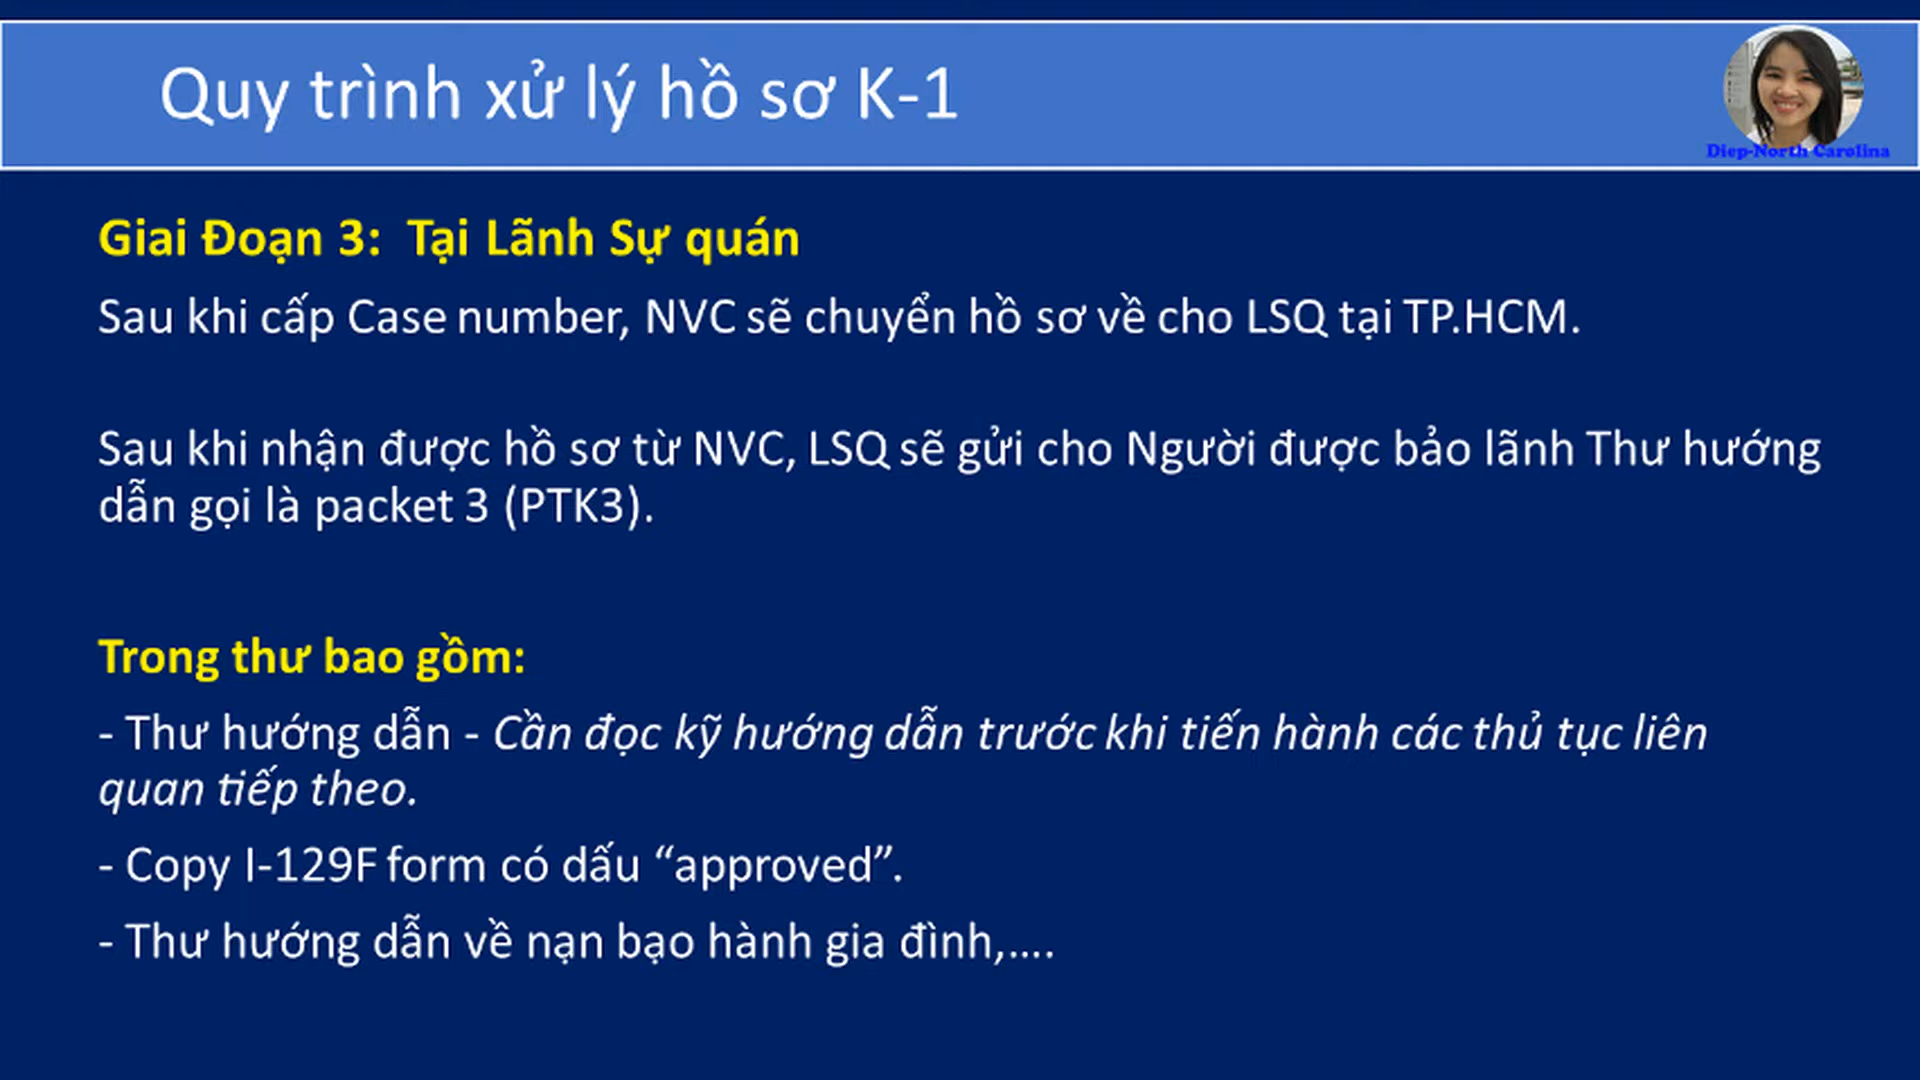 Quy trình xử lý hồ sơ K-1
Diep-North Carolina
Giai Đoạn 3: Tại Lãnh Sự quán
Sau khi cấp Case number, NVC sẽ chuyển hồ sơ về cho LSQ tại TP.HCM.
Sau khi nhận được hồ sơ từ NVC, LSQ sẽ gửi cho Người được bảo lãnh Thư hướng
dẫn gọi là packet 3 (PTK3).
Trong thư bao gồm:
- Thư hướng dẫn - Cần đọc kỹ hướng dẫn trước khi tiến hành các thủ tục liên
quan tiếp theo.
- Copy I-129F form có dấu “approved”.
- Thư hướng dẫn về nạn bạo hành gia đình,....